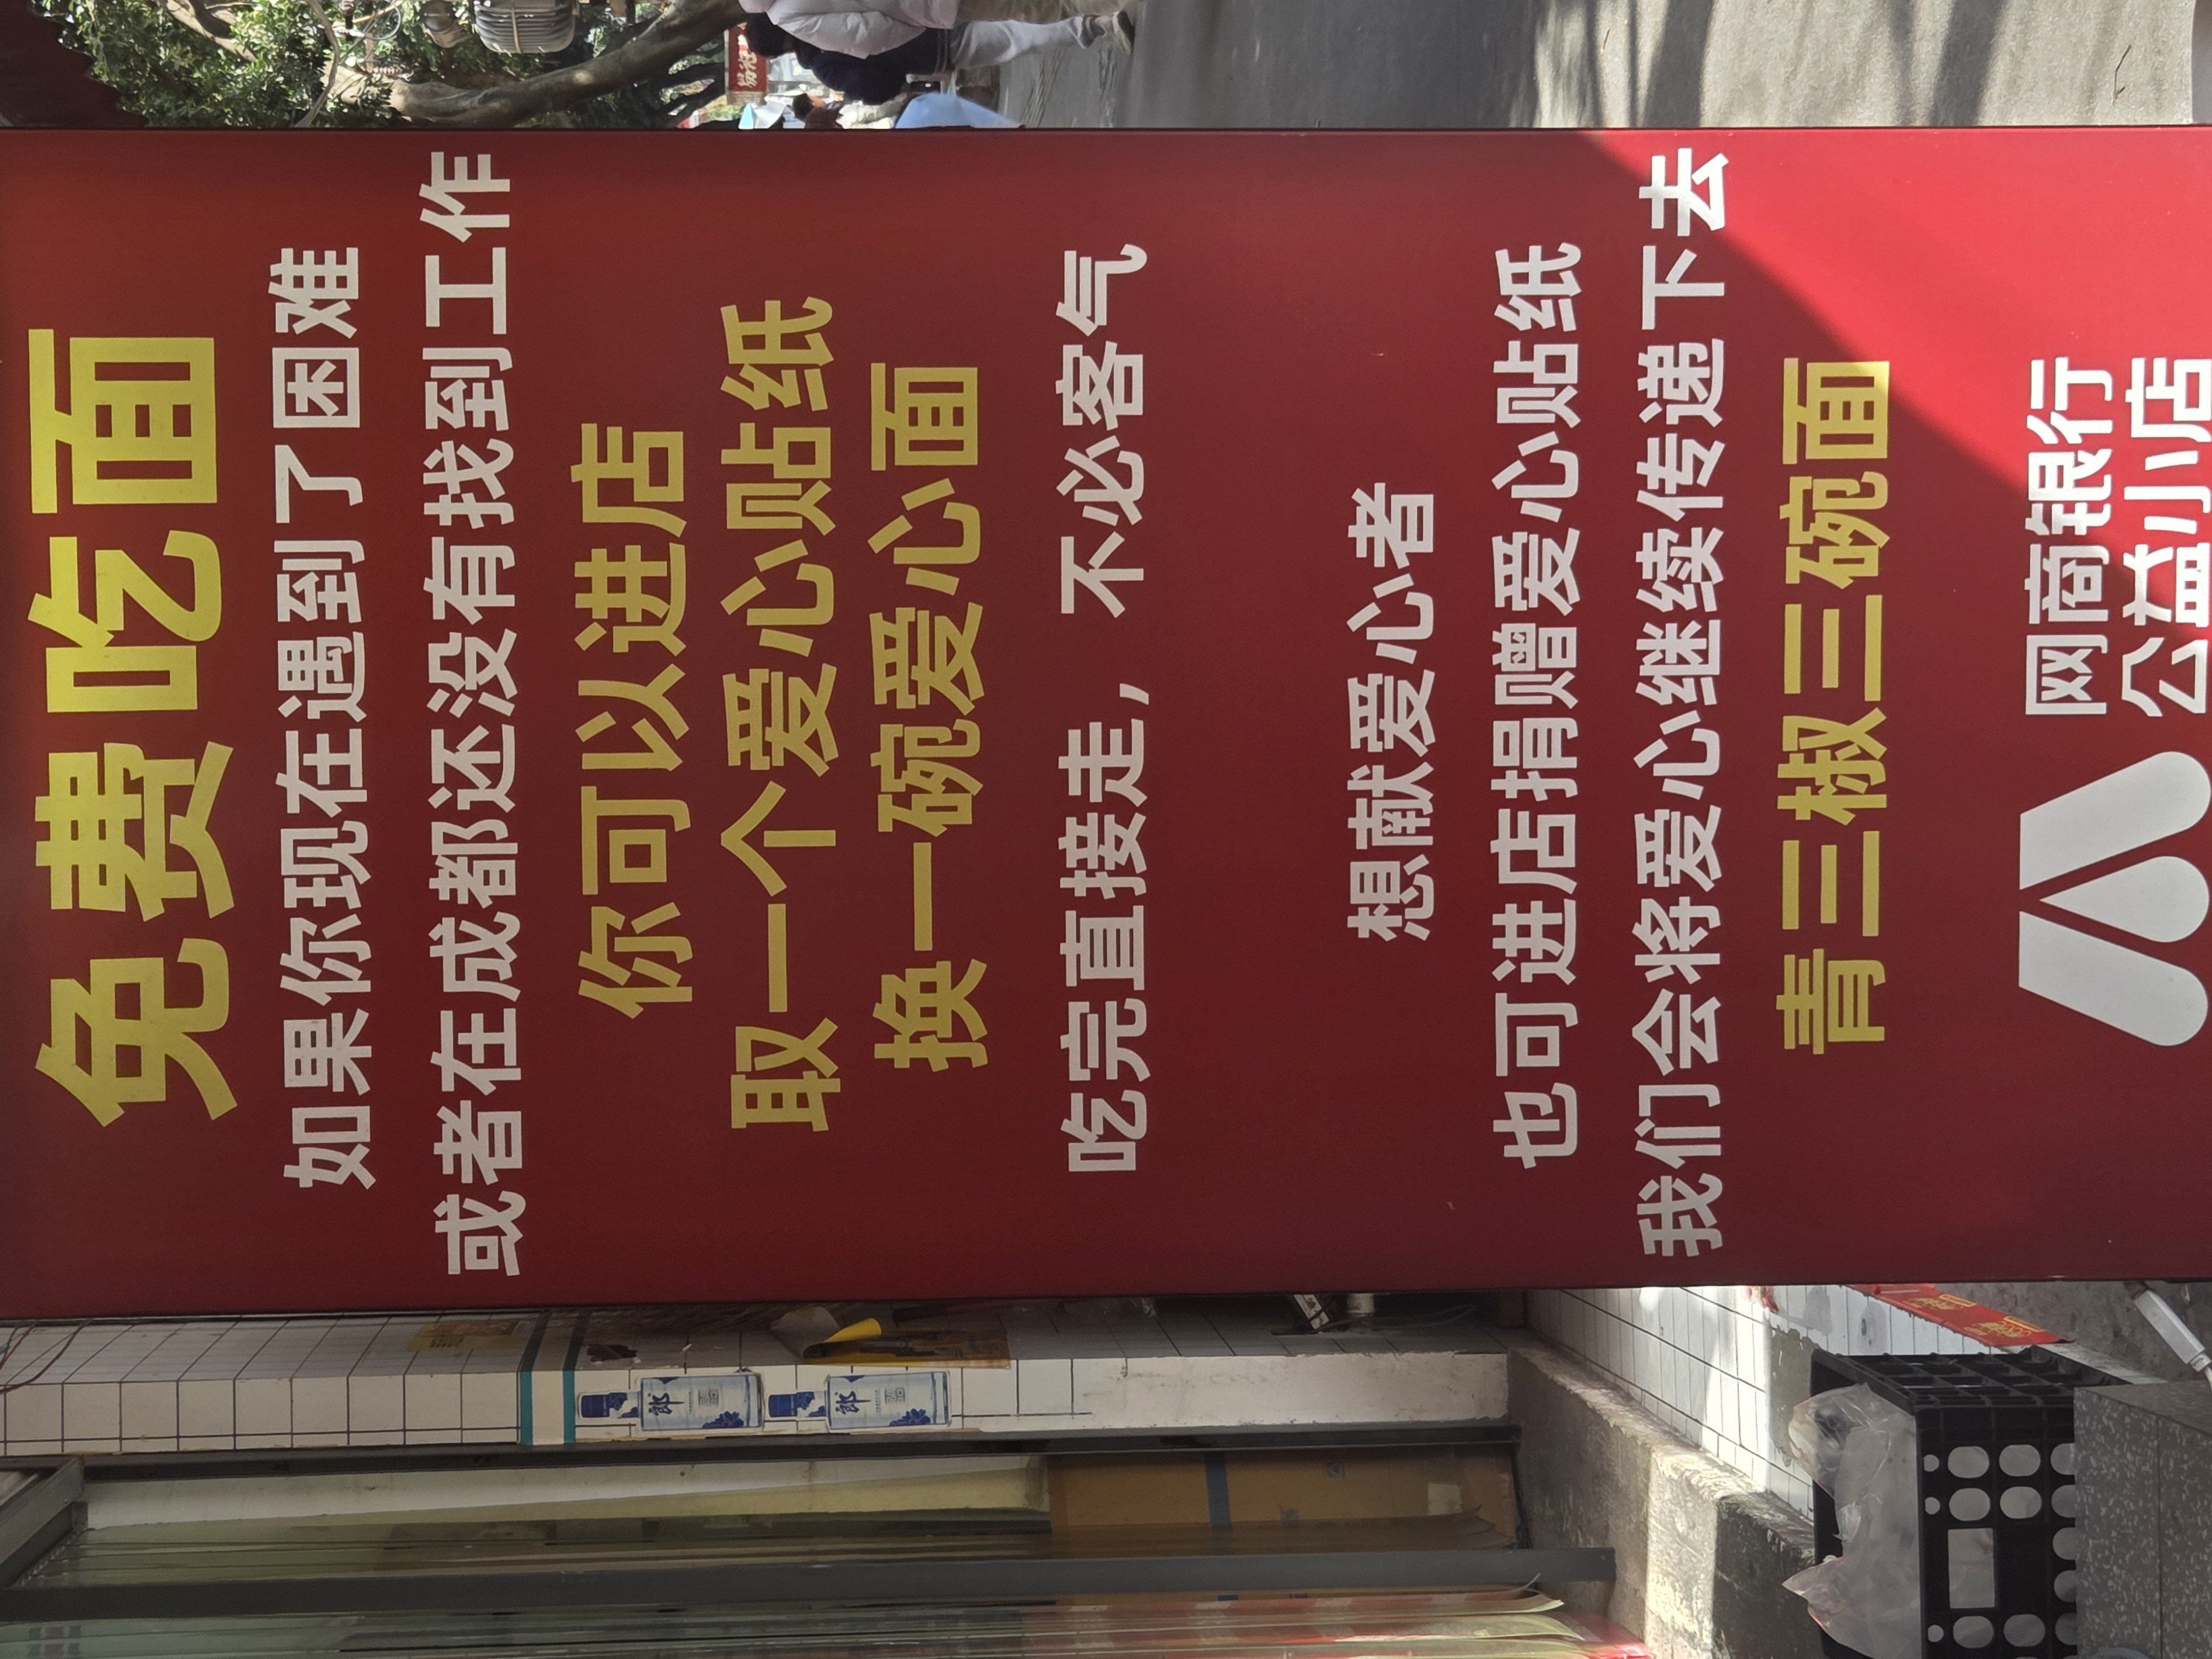 免费吃面
如果你现在遇到了困难
或者在成都还没有找到工作
你可以进店
取一个爱心贴纸
换一碗爱心面
吃完直接走，不必客气
想献爱心者
也可进店捐赠爱心贴纸
我们会将爱心继续传递下去
青三椒三碗面
网商银行
公益小店
郎
郎